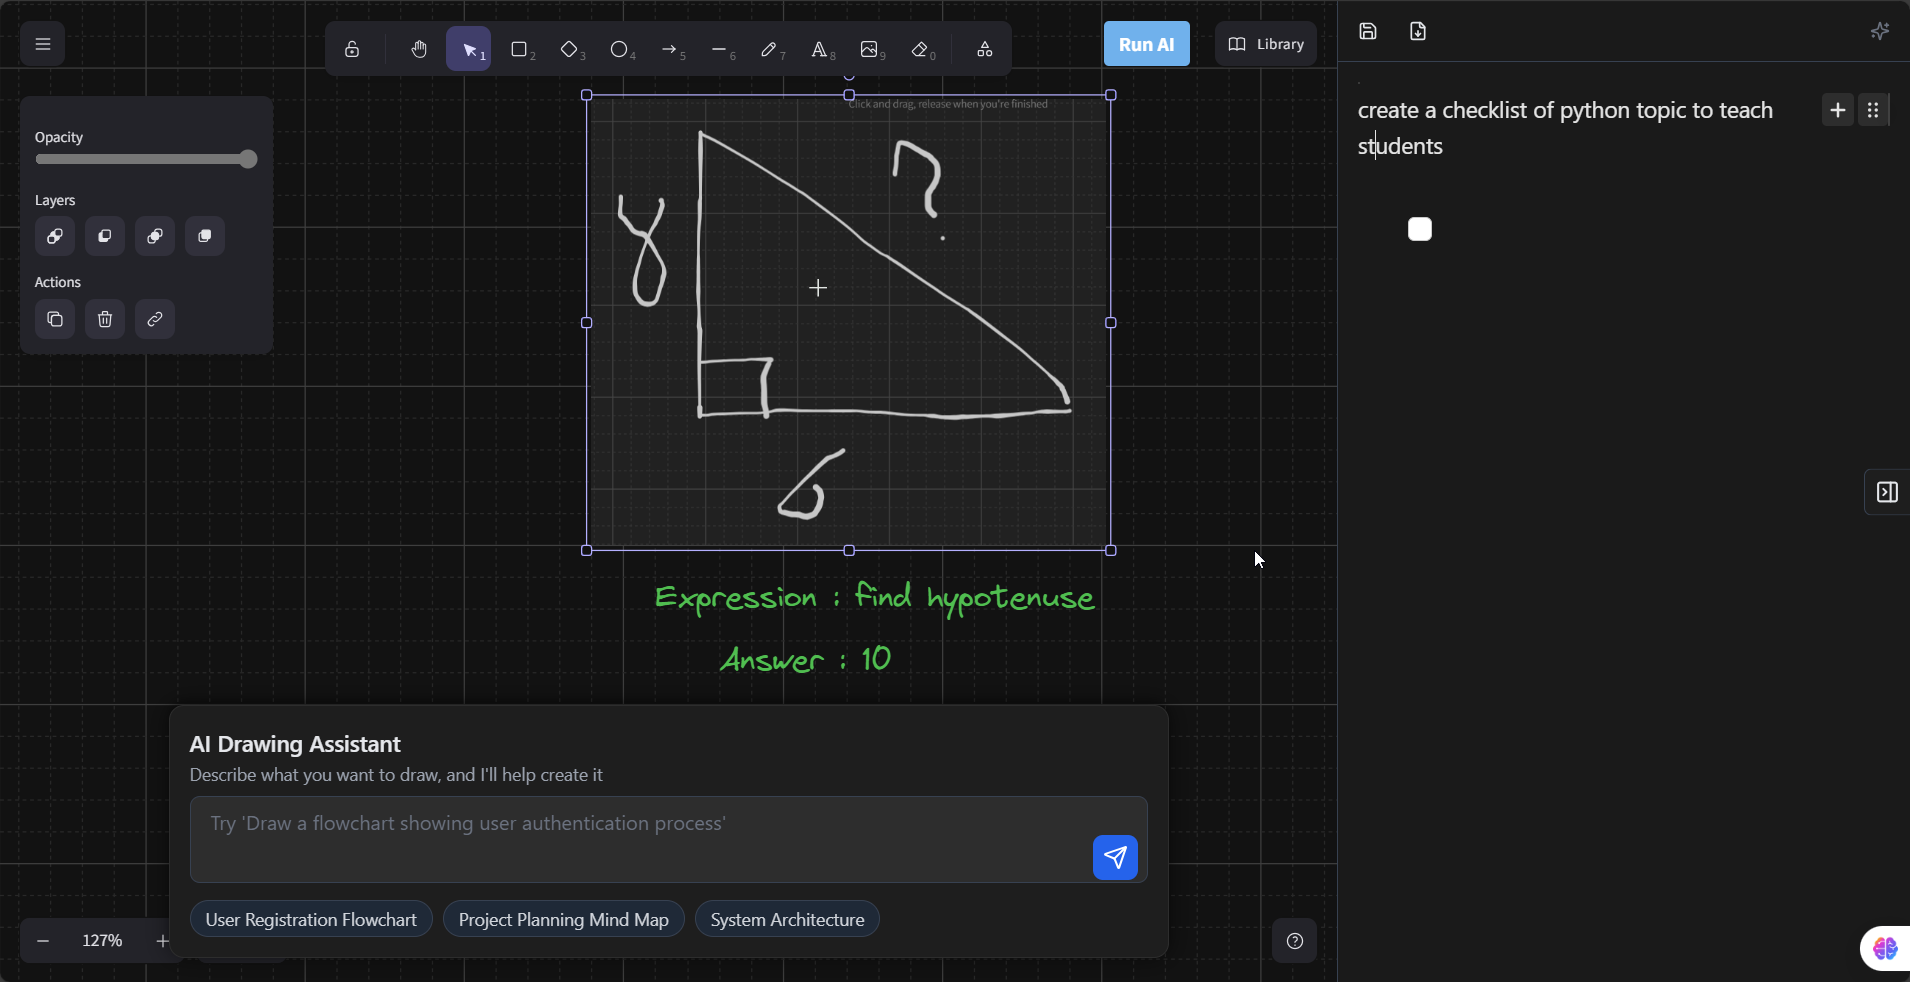 1
2
3
4
5
6
7
A 8
9
0
Run AI
Library
Opacity
Layers
Actions
Click and drag, release when you're finished
8
?
6
Expression : find hypotenuse
Answer : 10
AI Drawing Assistant
Describe what you want to draw, and I'll help create it
Try 'Draw a flowchart showing user authentication process'
User Registration Flowchart
Project Planning Mind Map
System Architecture
127%
create a checklist of python topic to teach
students